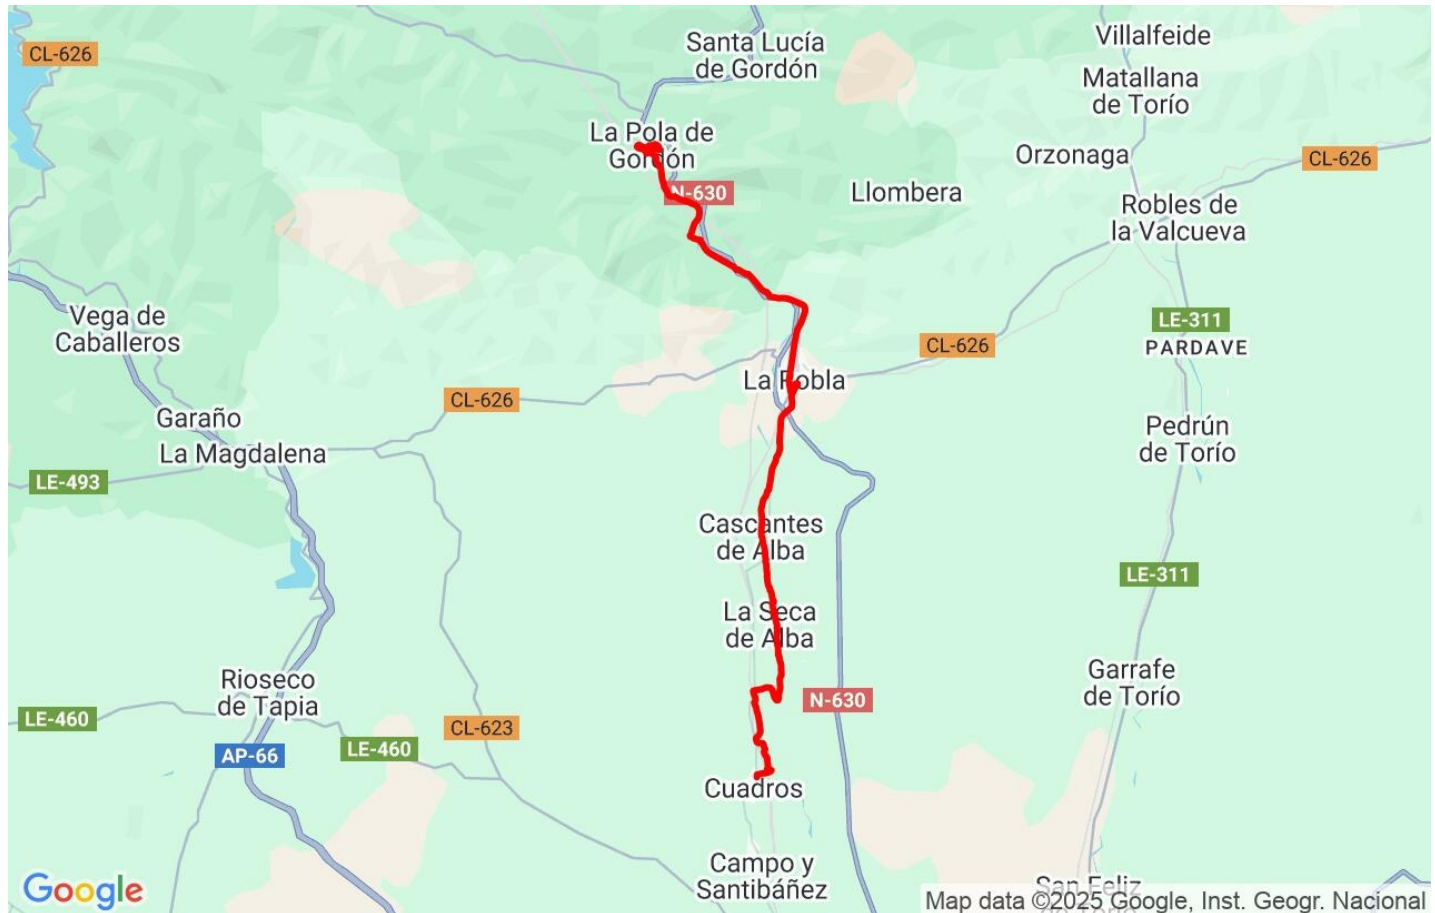 CL-626
Santa Lucía
de Gordón
Villalfeide
Matallana
de Torío
La Pola de
Gordón
Orzonaga
CL-626
N-630
Llombera
Robles de
la Valcueva
Vega de
Caballeros
LE-311
PARDAVE
CL-626
La Robla
CL-626
Garaño
La Magdalena
Pedrún
de Torío
LE-493
Cascantes
de Alba
LE-311
La Seca
de Alba
Rioseco
de Tapia
Garrafe
de Torío
N-630
LE-460
CL-623
LE-460
AP-66
Cuadros
Campo y
Santibáñez
San Feliz
Google
Map data ©2025 Google, Inst. Geogr. Nacional